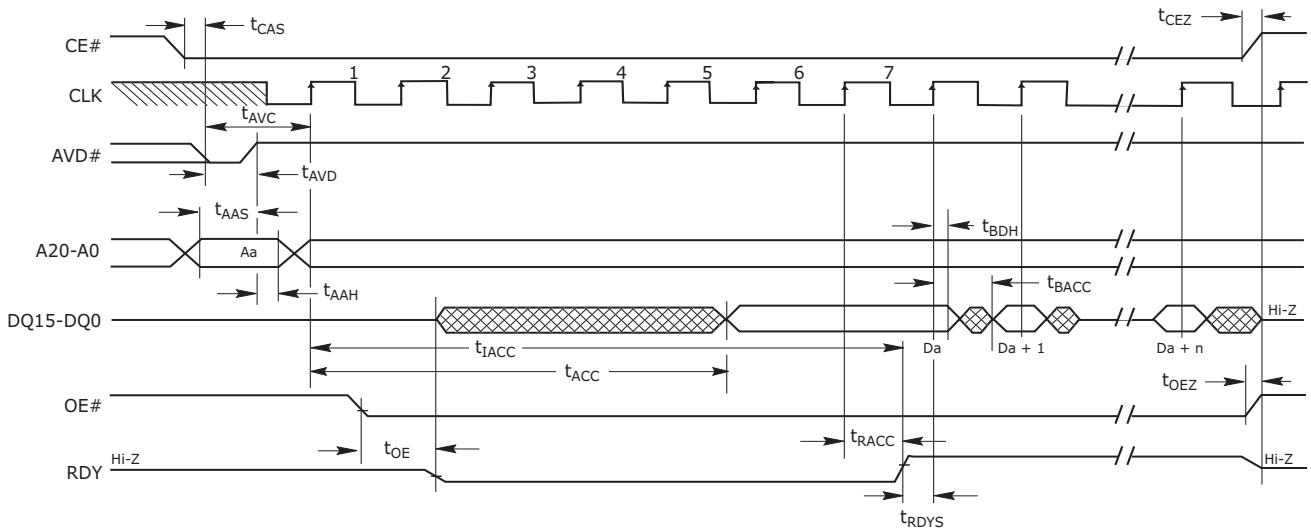 tCAS
tCEZ
CE#
1 2 3 4 5 6 7
CLK
tAVC
AVD#
tAVD
tAAS
tBDH
A20-A0
Aa
tBACC
tAAH
DQ15-DQ0
Hi-Z
tIACC
Da Da + 1 Da + n
tACC
tOEZ
OE#
tOE
tRACC
Hi-Z
Hi-Z
RDY
tRDYS